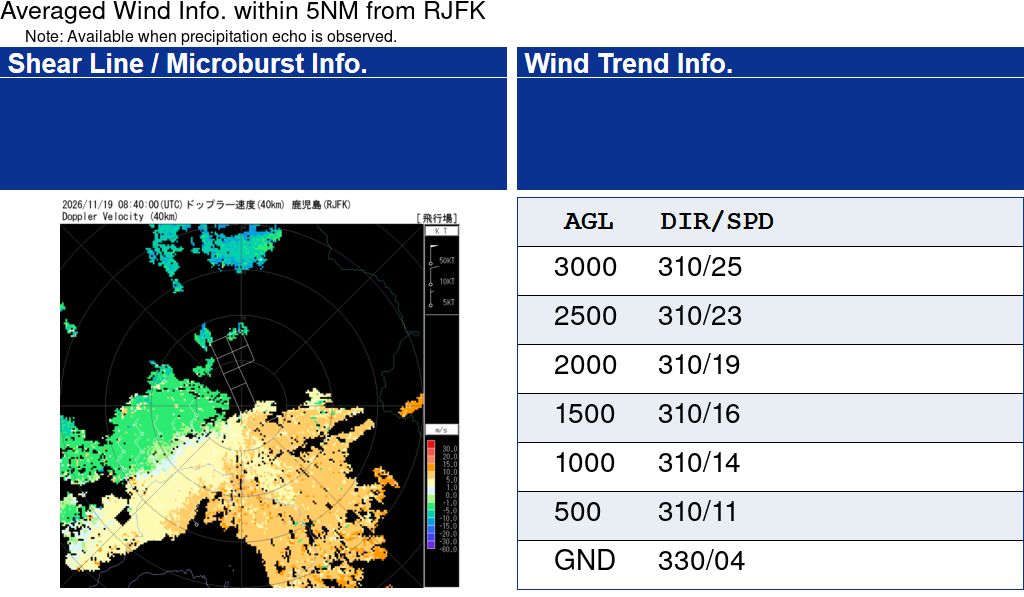 Averaged Wind Info. within 5NM from RJFK
Note: Available when precipitation echo is observed.
Shear Line / Microburst Info.
Wind Trend Info.
2026/11/19 08:40:00(UTC) ドップラー速度(40km) 鹿児島(RJFK)
Doppler Velocity (40km)
[飛行場]
K T
50KT
10KT
5KT
m/s
30.0
20.0
15.0
10.0
5.0
1.0
0.0
-1.0
-5.0
-10.0
-15.0
-20.0
-30.0
-60.0
AGL DIR/SPD
3000 310/25
2500 310/23
2000 310/19
1500 310/16
1000 310/14
500 310/11
GND 330/04